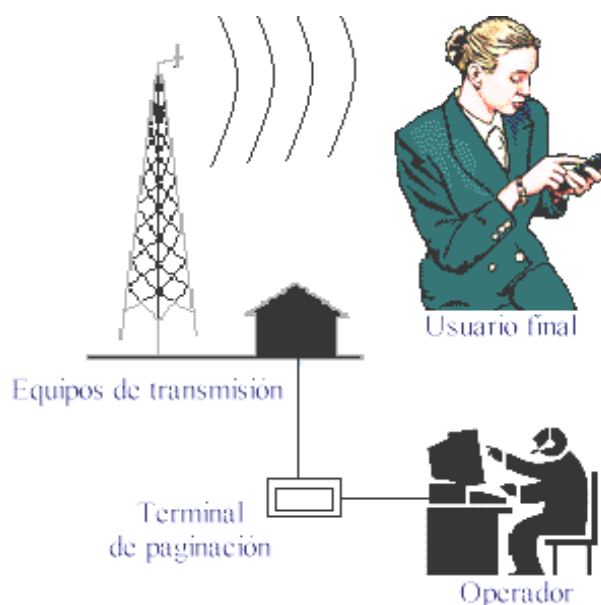 Usuario final
Equipos de transmisión
Terminal
de paginación
Operador